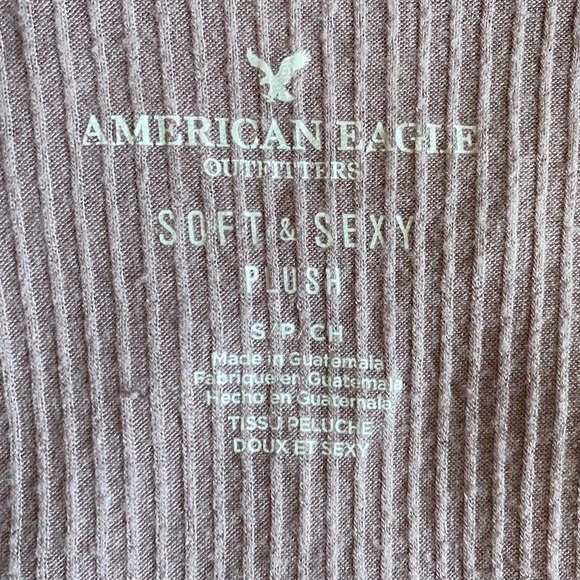 AMERICAN EAGLE
OUTFITTERS
SOFT & SEXY
PLUSH
S/P/CH
Made in Guatemala
Fabriqué en Guatemala
Hecho en Guatemala
TISSU PELUCHE
DOUX ET SEXY